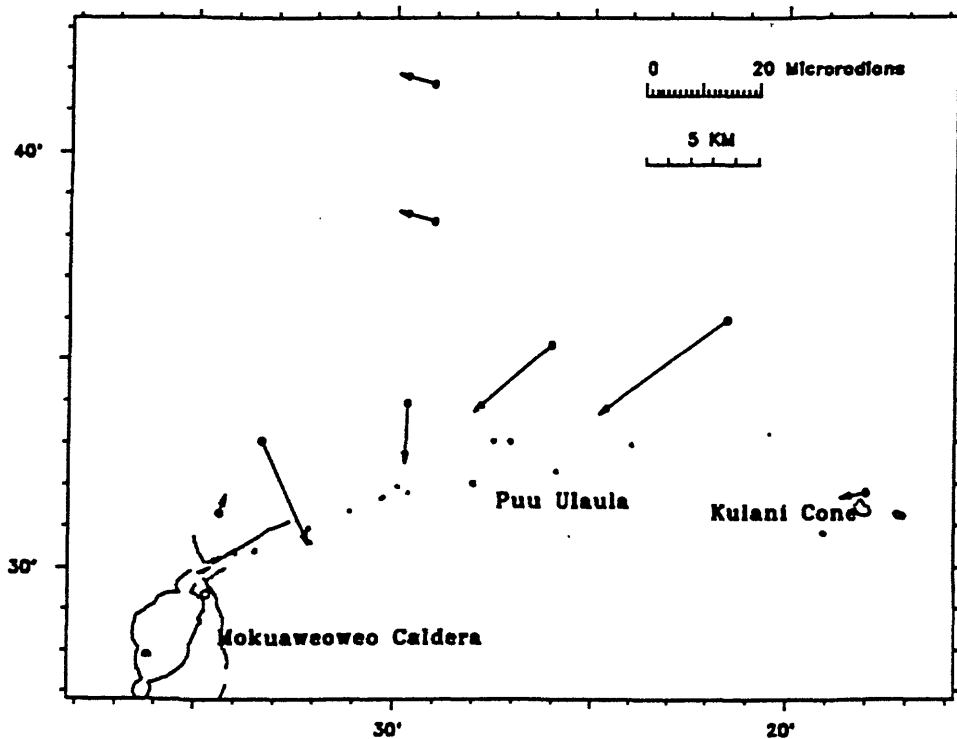 0 20 Microradians
5 KM
40'
Puu Ulaula
Kulani Cone
30'
Mokuaweoweo Caldera
30' 20'